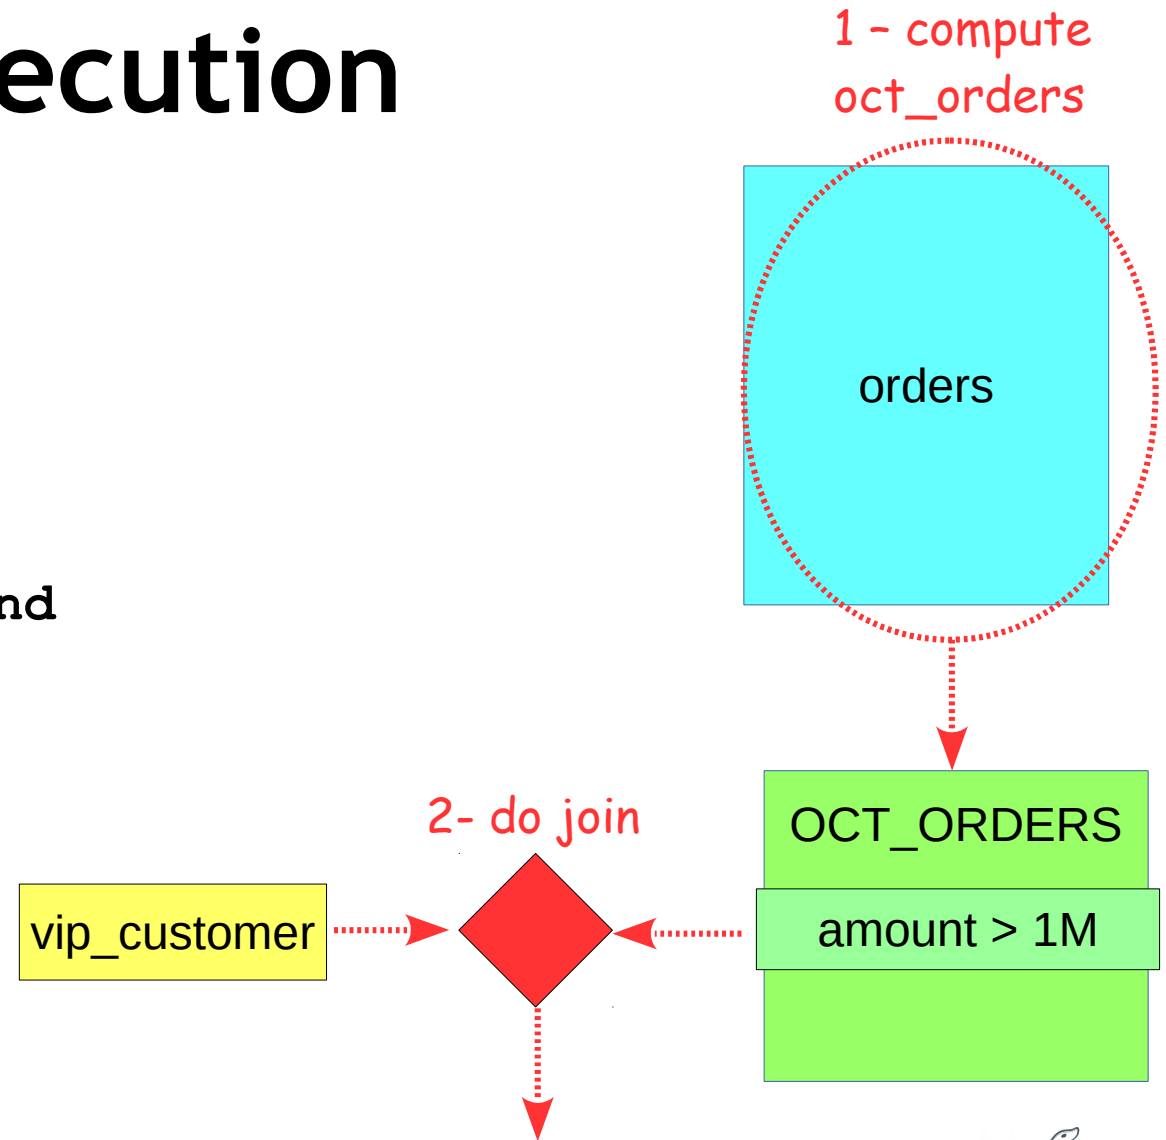 ecution
1 - compute
oct_orders
orders
nd
2- do join
OCT_ORDERS
vip_customer
amount > 1M